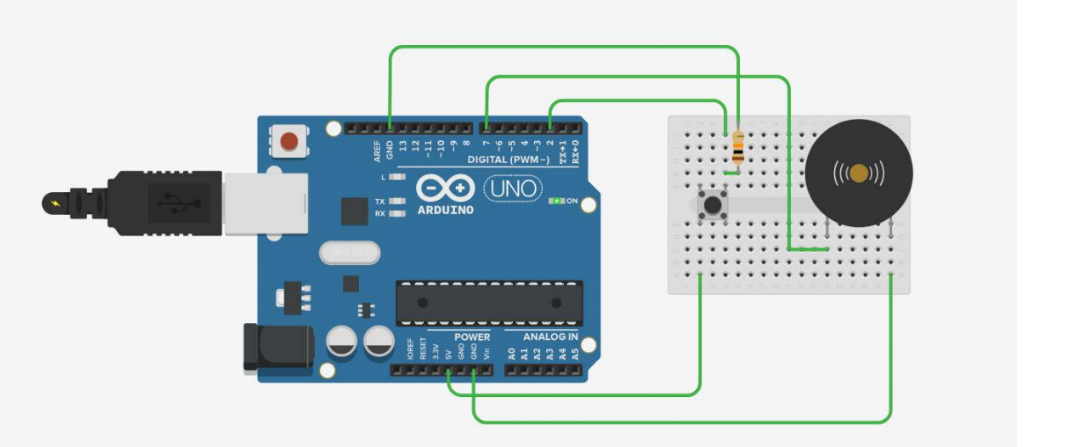 AREF
GND
13
12
~11
~10
~9
8
7
~6
~5
4
~3
2
TX→1
RX←0
DIGITAL (PWM~)
L
TX
RX
UNO
ARDUINO
ON
POWER
ANALOG IN
IOREF
RESET
3.3V
5V
GND
GND
Vin
A0
A1
A2
A3
A4
A5